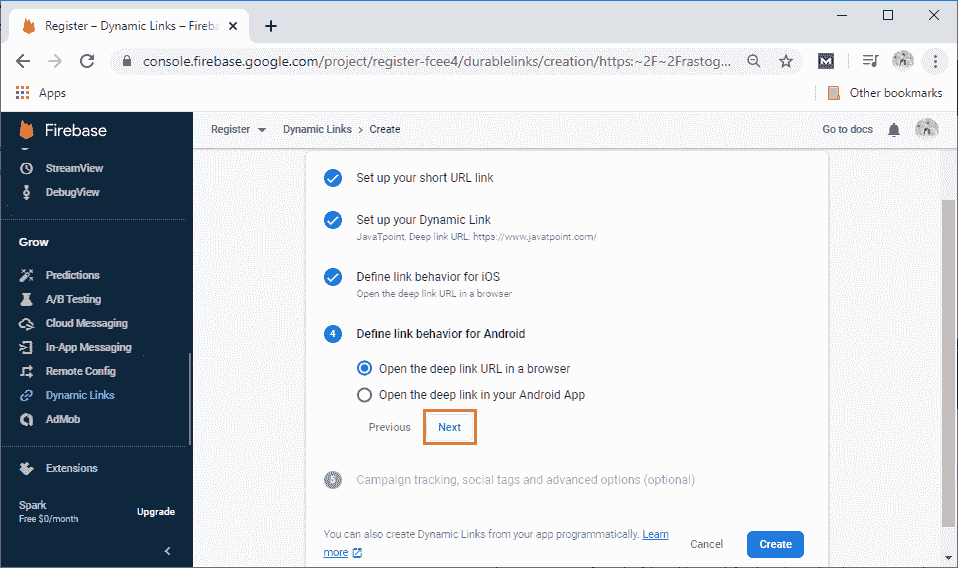 Register – Dynamic Links – Fireba
console.firebase.google.com/project/register-fcee4/durablelinks/creation/https:~2F~2Frastog...
M
Apps
Other bookmarks
Firebase
Register
Dynamic Links > Create
Go to docs
StreamView
DebugView
Grow
Predictions
A/B Testing
Cloud Messaging
In-App Messaging
Remote Config
Dynamic Links
AdMob
Extensions
Spark
Free $0/month
Upgrade
Set up your short URL link
Set up your Dynamic Link
JavaTpoint, Deep link URL: https://www.javatpoint.com/
Define link behavior for iOS
Open the deep link URL in a browser
4 Define link behavior for Android
Open the deep link URL in a browser
Open the deep link in your Android App
Previous Next
5 Campaign tracking, social tags and advanced options (optional)
You can also create Dynamic Links from your app programmatically. Learn
more
Cancel
Create